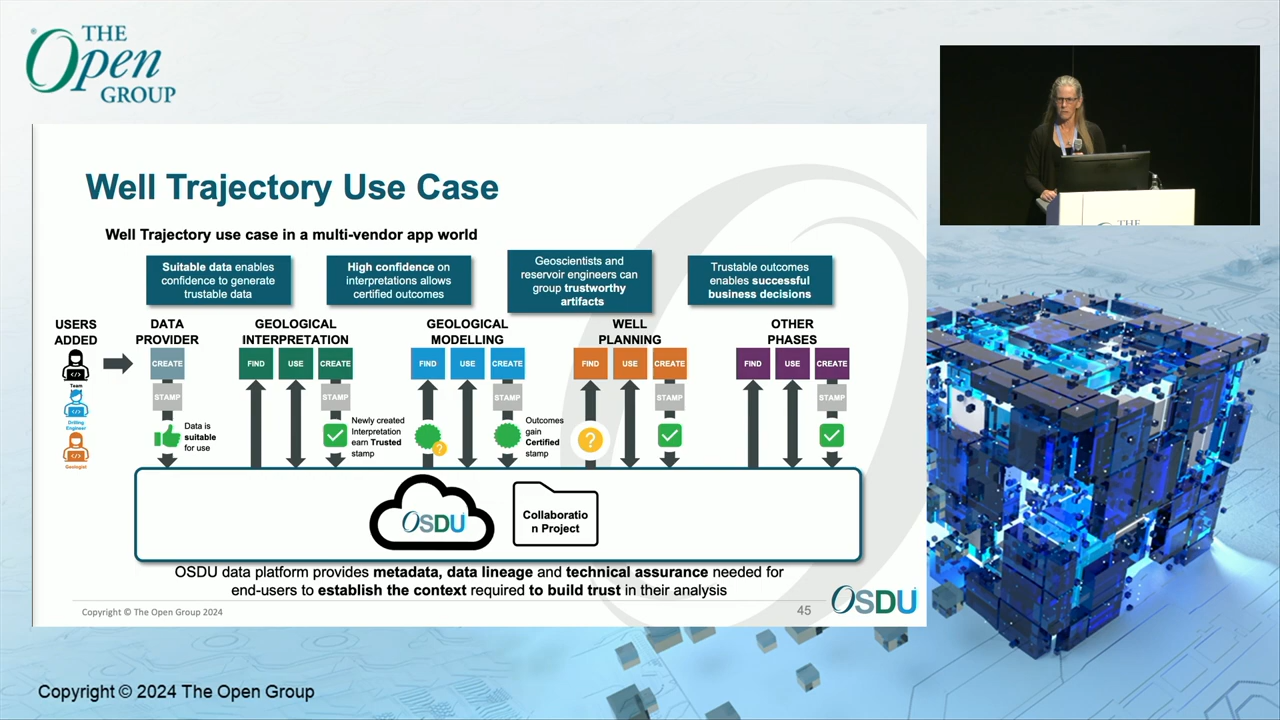 THE
Open
GROUP
Well Trajectory Use Case
Well Trajectory use case in a multi-vendor app world
Suitable data enables
confidence to generate
trustable data
High confidence on
interpretations allows
certified outcomes
Geoscientists and
reservoir engineers can
group trustworthy
artifacts
Trustable outcomes
enables successful
business decisions
USERS
ADDED
Team
Drilling
Engineer
Geologist
DATA
PROVIDER
CREATE
STAMP
Data is
suitable
for use
GEOLOGICAL
INTERPRETATION
FIND
USE
CREATE
STAMP
Newly created
Interpretation
earn Trusted
stamp
GEOLOGICAL
MODELLING
FIND
USE
CREATE
STAMP
?
Outcomes
gain
Certified
stamp
WELL
PLANNING
FIND
USE
CREATE
STAMP
?
OTHER
PHASES
FIND
USE
CREATE
STAMP
OSDU
Collaboratio
n Project
OSDU data platform provides metadata, data lineage and technical assurance needed for
end-users to establish the context required to build trust in their analysis
Copyright © The Open Group 2024
45
OSDU
THE
Copyright © 2024 The Open Group